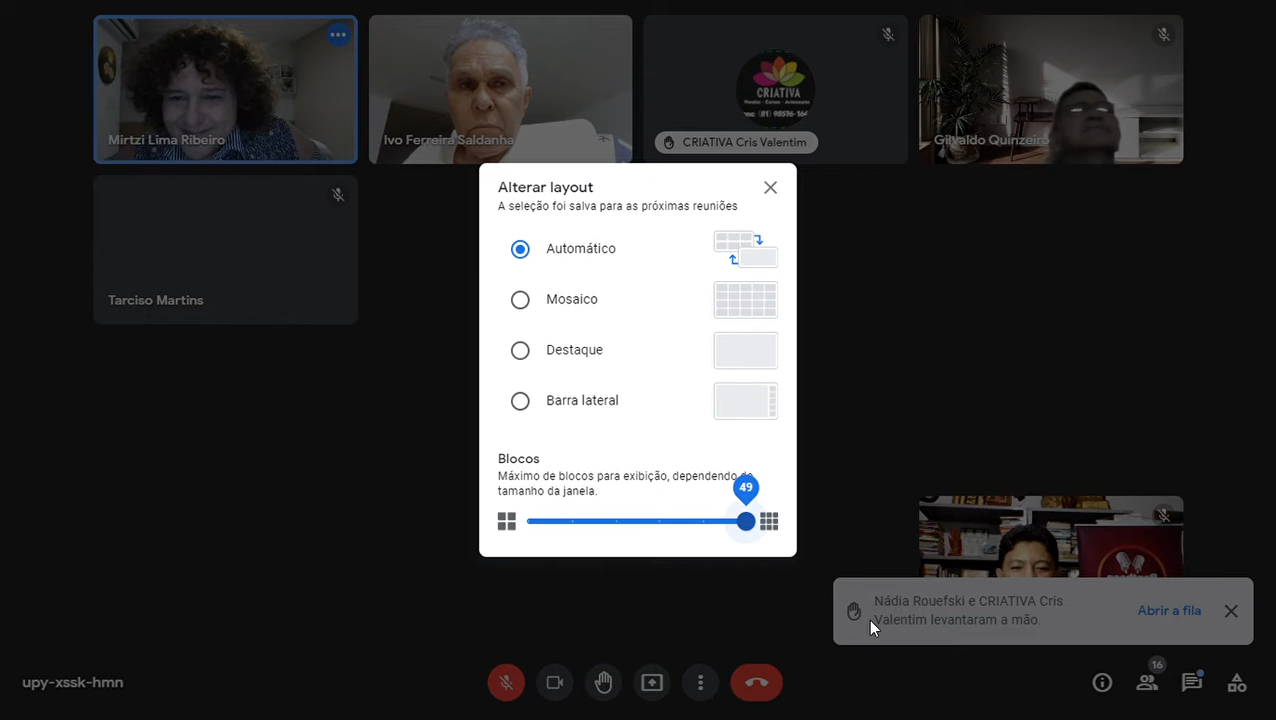 Mirtzi Lima Ribeiro
Ivo Ferreira Saldanha
CRIATIVA
CRIATIVA Cris Valentim
Gilvaldo Quinzeiro
Tarciso Martins
Alterar layout
A seleção foi salva para as próximas reuniões
Automático
Mosaico
Destaque
Barra lateral
Blocos
Máximo de blocos para exibição, dependendo do
tamanho da janela.
49
Nádia Rouefski e CRIATIVA Cris
Valentim levantaram a mão.
Abrir a fila
upy-xssk-hmn
16